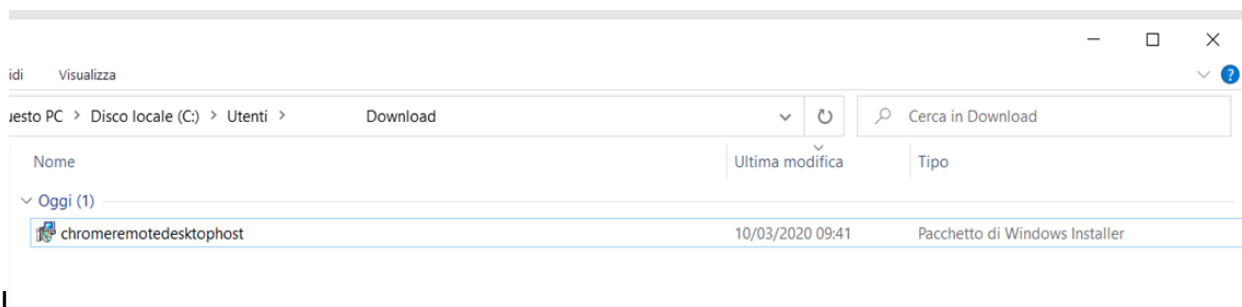 idi Visualizza
uesto PC > Disco locale (C:) > Utenti > Download Cerca in Download
Nome Ultima modifica Tipo
Oggi (1)
chromeremotedesktophost 10/03/2020 09:41 Pacchetto di Windows Installer